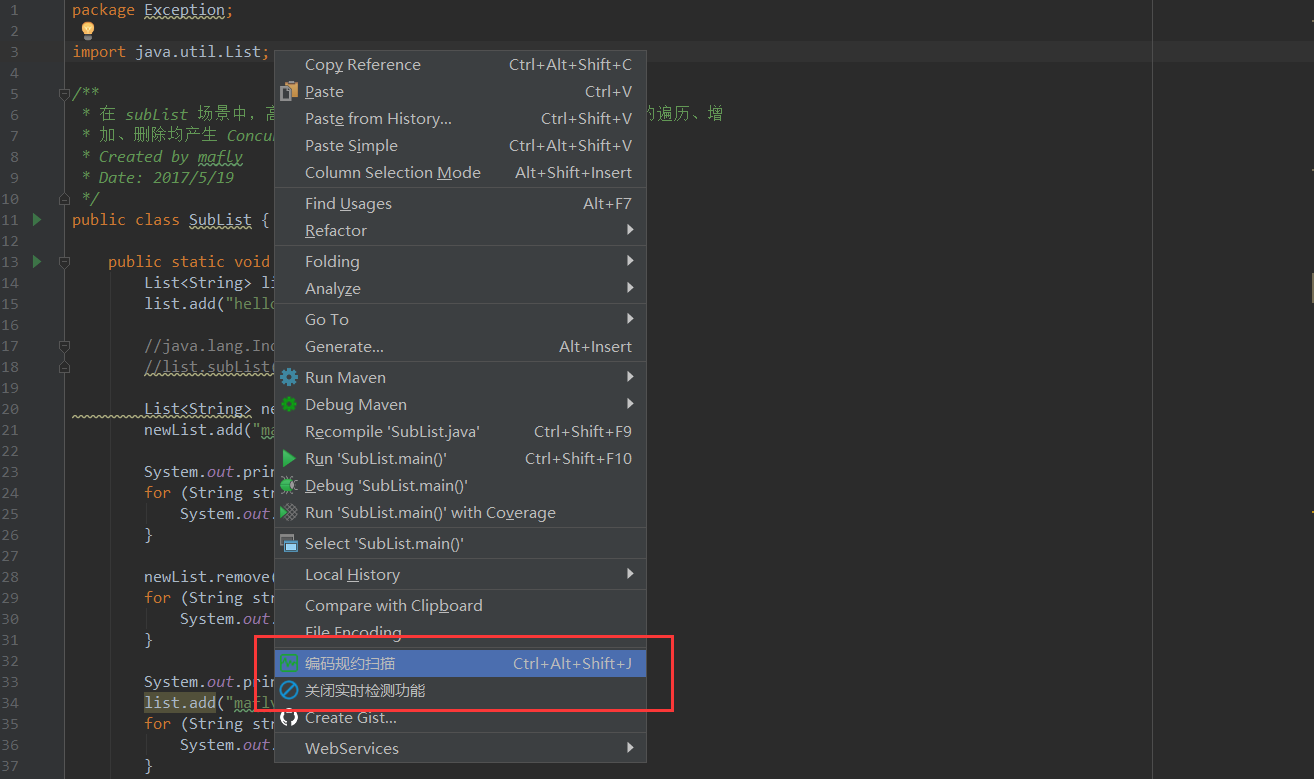 1 package Exception;
2
3 import java.util.List;
4
5 /**
6 * 在 subList 场景中，高 的遍历、增
7 * 加、删除均产生 Concu
8 * Created by mafly
9 * Date: 2017/5/19
10 */
11 public class SubList {
12
13 public static void
14 List<String> li
15 list.add("hello
16
17 //java.lang.Ind
18 //list.subList(
19
20 List<String> ne
21 newList.add("ma
22
23 System.out.prin
24 for (String str
25 System.out.
26 }
27
28 newList.remove(
29 for (String str
30 System.out.
31 }
32
33 System.out.prin
34 list.add("mafly
35 for (String str
36 System.out.
37 }
Copy Reference Ctrl+Alt+Shift+C
Paste Ctrl+V
Paste from History... Ctrl+Shift+V
Paste Simple Ctrl+Alt+Shift+V
Column Selection Mode Alt+Shift+Insert
Find Usages Alt+F7
Refactor
Folding
Analyze
Go To
Generate... Alt+Insert
Run Maven
Debug Maven
Recompile 'SubList.java' Ctrl+Shift+F9
Run 'SubList.main()' Ctrl+Shift+F10
Debug 'SubList.main()'
Run 'SubList.main()' with Coverage
Select 'SubList.main()'
Local History
Compare with Clipboard
File Encoding
编码规约扫描 Ctrl+Alt+Shift+J
关闭实时检测功能
Create Gist...
WebServices